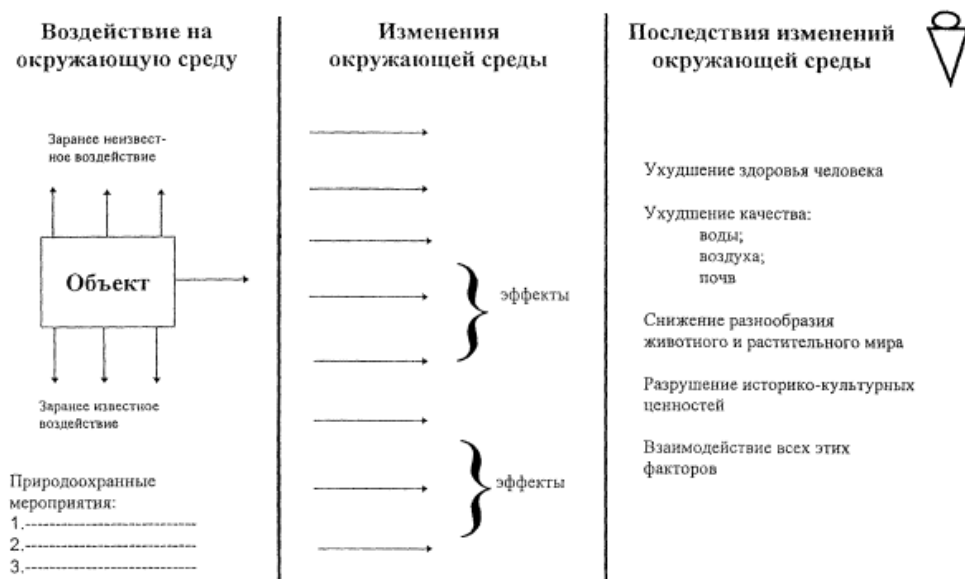 Воздействие на
окружающую среду
Заранее неизвест-
ное воздействие
Объект
Заранее известное
воздействие
Природоохранные
мероприятия:
1.------------------------
2.------------------------
3.------------------------
Изменения
окружающей среды
эффекты
эффекты
Последствия изменений
окружающей среды
Ухудшение здоровья человека
Ухудшение качества:
воды;
воздуха;
почв
Снижение разнообразия
животного и растительного мира
Разрушение историко-культурных
ценностей
Взаимодействие всех этих
факторов